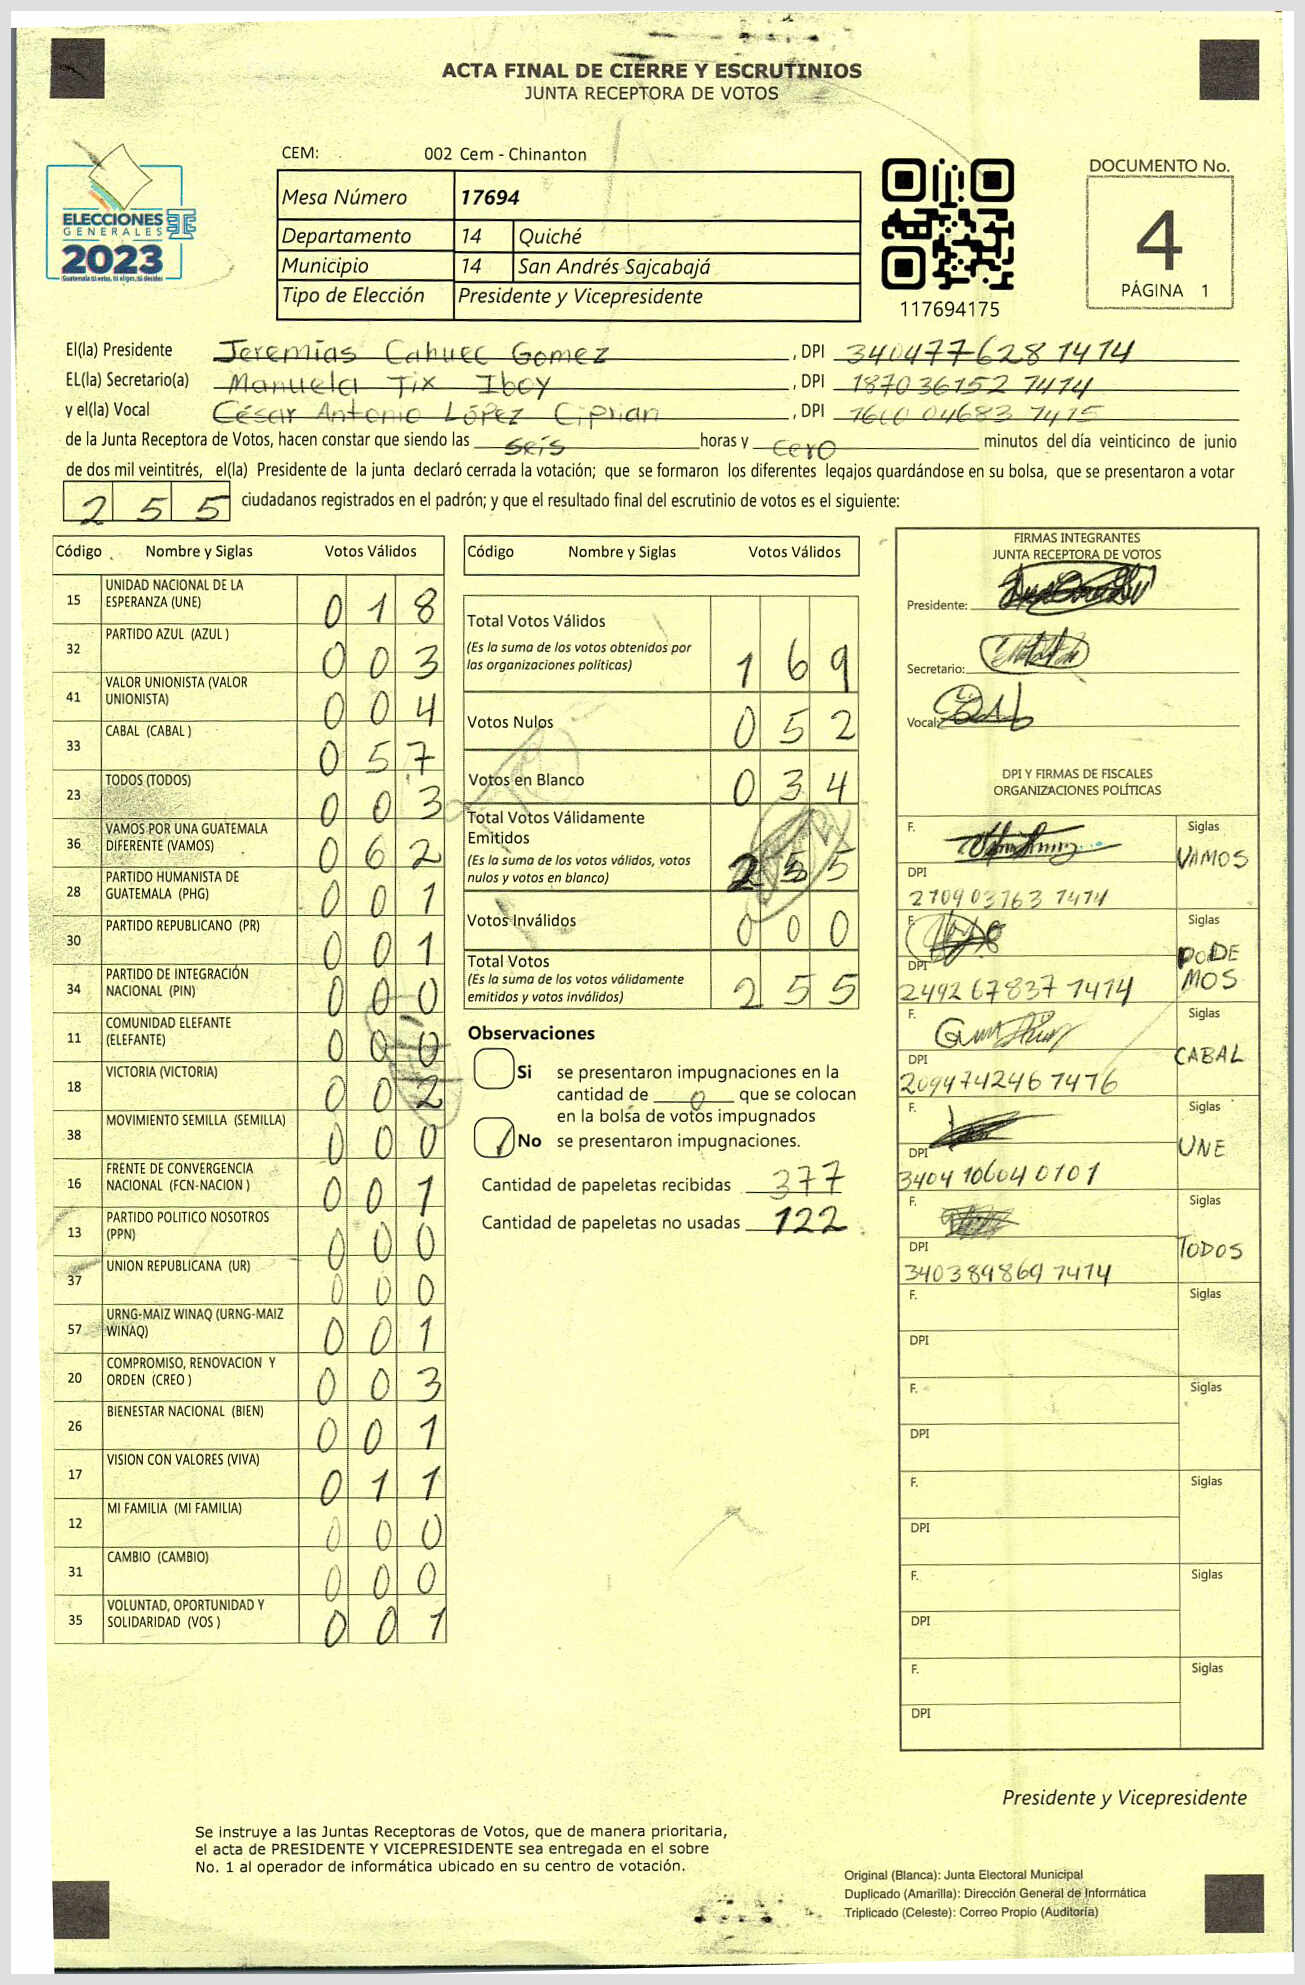 ACTA FINAL DE CIERRE Y ESCRUTINIOS
JUNTA RECEPTORA DE VOTOS
CEM: 002 Cem - Chinanton
ELECCIONES
GENERALES
2023
Guatemala tú votas, tú eliges, tú decides
Mesa Número 17694
Departamento 14 Quiché
Municipio 14 San Andrés Sajcabajá
Tipo de Elección Presidente y Vicepresidente
117694175
DOCUMENTO No.
4
PÁGINA 1
El(la) Presidente Jeremías Cahuec Gomez, DPI 340477628 1414
EL(la) Secretario(a) Manuela Tix Iboy, DPI 187036152 1414
y el(la) Vocal César Antonio López Ciprian, DPI 1600 04683 1415
de la Junta Receptora de Votos, hacen constar que siendo las seis horas y cero minutos del día veinticinco de junio
de dos mil veintitrés, el(la) Presidente de la junta declaró cerrada la votación; que se formaron los diferentes legajos guardándose en su bolsa, que se presentaron a votar
2 5 5 ciudadanos registrados en el padrón; y que el resultado final del escrutinio de votos es el siguiente:
Código Nombre y Siglas Votos Válidos
15 UNIDAD NACIONAL DE LA ESPERANZA (UNE) 0 1 8
32 PARTIDO AZUL (AZUL ) 0 0 3
41 VALOR UNIONISTA (VALOR UNIONISTA) 0 0 4
33 CABAL (CABAL ) 0 5 7
23 TODOS (TODOS) 0 0 3
36 VAMOS POR UNA GUATEMALA DIFERENTE (VAMOS) 0 6 2
28 PARTIDO HUMANISTA DE GUATEMALA (PHG) 0 0 1
30 PARTIDO REPUBLICANO (PR) 0 0 1
34 PARTIDO DE INTEGRACIÓN NACIONAL (PIN) 0 0 0
11 COMUNIDAD ELEFANTE (ELEFANTE) 0 0 0
18 VICTORIA (VICTORIA) 0 0 2
38 MOVIMIENTO SEMILLA (SEMILLA) 0 0 0
16 FRENTE DE CONVERGENCIA NACIONAL (FCN-NACION ) 0 0 1
13 PARTIDO POLITICO NOSOTROS (PPN) 0 0 0
37 UNION REPUBLICANA (UR) 0 0 0
57 URNG-MAIZ WINAQ (URNG-MAIZ WINAQ) 0 0 1
20 COMPROMISO, RENOVACION Y ORDEN (CREO ) 0 0 3
26 BIENESTAR NACIONAL (BIEN) 0 0 1
17 VISION CON VALORES (VIVA) 0 1 1
12 MI FAMILIA (MI FAMILIA) 0 0 0
31 CAMBIO (CAMBIO) 0 0 0
35 VOLUNTAD, OPORTUNIDAD Y SOLIDARIDAD (VOS ) 0 0 1
Código Nombre y Siglas Votos Válidos
Total Votos Válidos
(Es la suma de los votos obtenidos por
las organizaciones políticas) 1 6 9
Votos Nulos 0 5 2
Votos en Blanco 0 3 4
Total Votos Válidamente
Emitidos
(Es la suma de los votos válidos, votos
nulos y votos en blanco) 2 5 5
Votos Inválidos 0 0 0
Total Votos
(Es la suma de los votos válidamente
emitidos y votos inválidos) 2 5 5
Observaciones
Si se presentaron impugnaciones en la
cantidad de 0 que se colocan
en la bolsa de votos impugnados
No se presentaron impugnaciones.
Cantidad de papeletas recibidas 377
Cantidad de papeletas no usadas 122
FIRMAS INTEGRANTES
JUNTA RECEPTORA DE VOTOS
Presidente:
Secretario:
Vocal:
DPI Y FIRMAS DE FISCALES
ORGANIZACIONES POLÍTICAS
F. Siglas
VAMOS
DPI
270903763 1414
F. Siglas
PODE
MOS
DPI
2492 67837 1414
F. Siglas
CABAL
DPI
209474246 1416
F. Siglas
UNE
DPI
3404 10604 0101
F. Siglas
TODOS
DPI
340389869 1414
F. Siglas
DPI
F. Siglas
DPI
F. Siglas
DPI
F. Siglas
DPI
F. Siglas
DPI
Presidente y Vicepresidente
Se instruye a las Juntas Receptoras de Votos, que de manera prioritaria,
el acta de PRESIDENTE Y VICEPRESIDENTE sea entregada en el sobre
No. 1 al operador de informática ubicado en su centro de votación.
Original (Blanca): Junta Electoral Municipal
Duplicado (Amarilla): Dirección General de Informática
Triplicado (Celeste): Correo Propio (Auditoría)